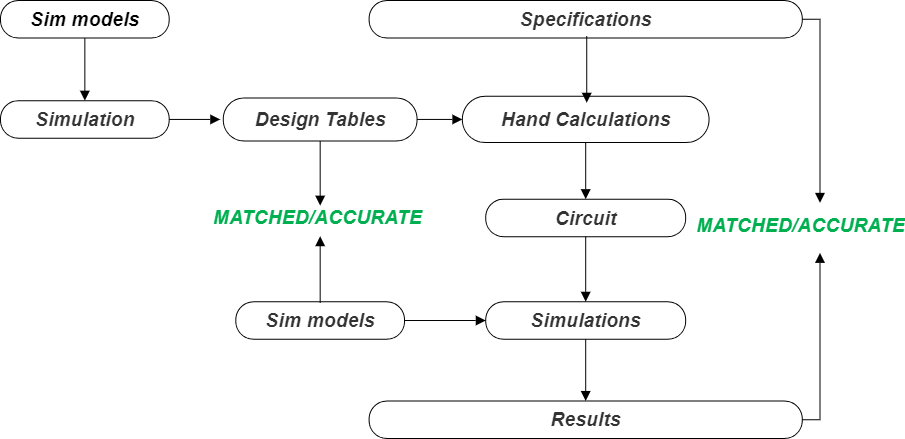 Sim models
Specifications
Simulation
Design Tables
Hand Calculations
MATCHED/ACCURATE
Circuit
MATCHED/ACCURATE
Sim models
Simulations
Results